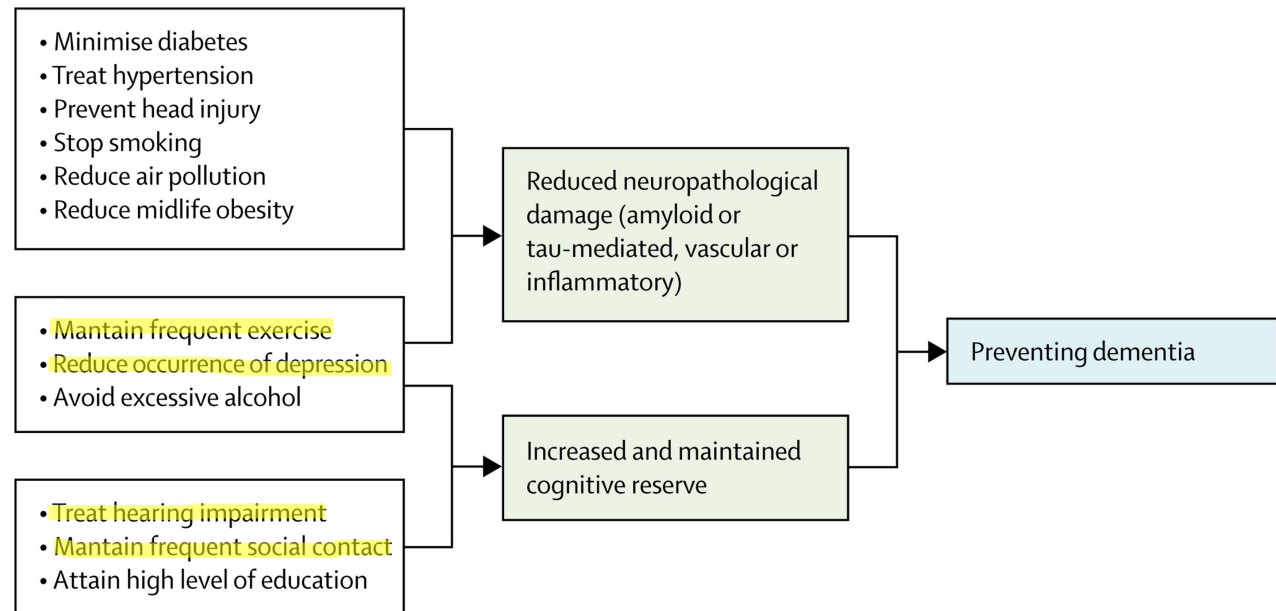 • Minimise diabetes
• Treat hypertension
• Prevent head injury
• Stop smoking
• Reduce air pollution
• Reduce midlife obesity
• Mantain frequent exercise
• Reduce occurrence of depression
• Avoid excessive alcohol
• Treat hearing impairment
• Mantain frequent social contact
• Attain high level of education
Reduced neuropathological
damage (amyloid or
tau-mediated, vascular or
inflammatory)
Increased and maintained
cognitive reserve
Preventing dementia